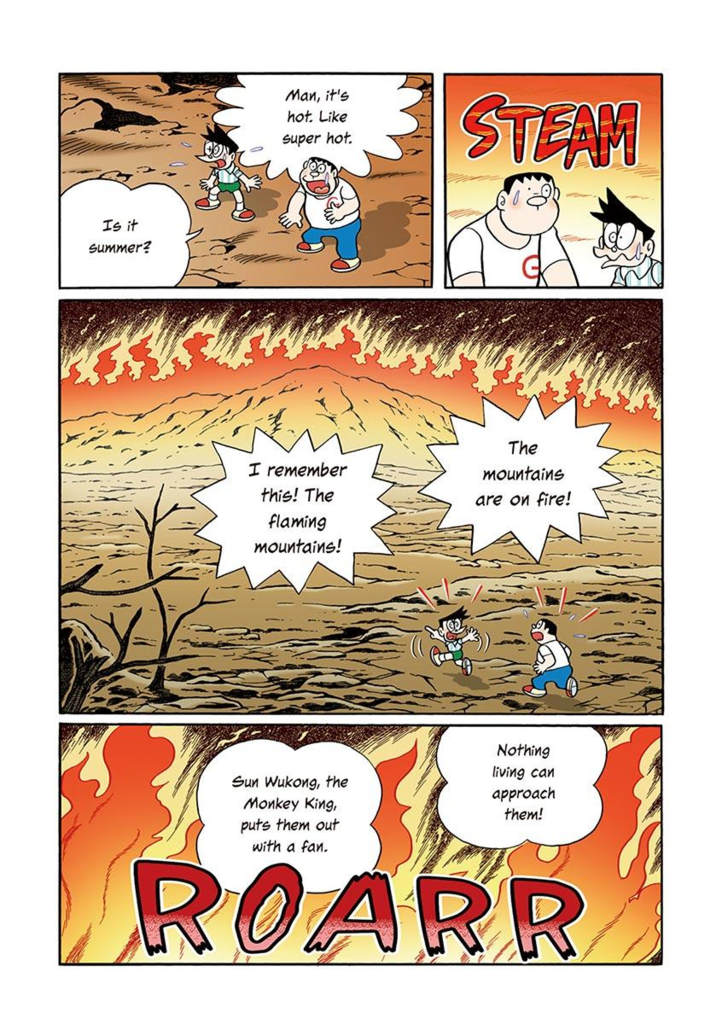 Man, it's
hot. Like
super hot.
Is it
summer?
STEAM
G
I remember
this! The
flaming
mountains!
The
mountains
are on fire!
Sun Wukong, the
Monkey King,
puts them out
with a fan.
Nothing
living can
approach
them!
ROARR